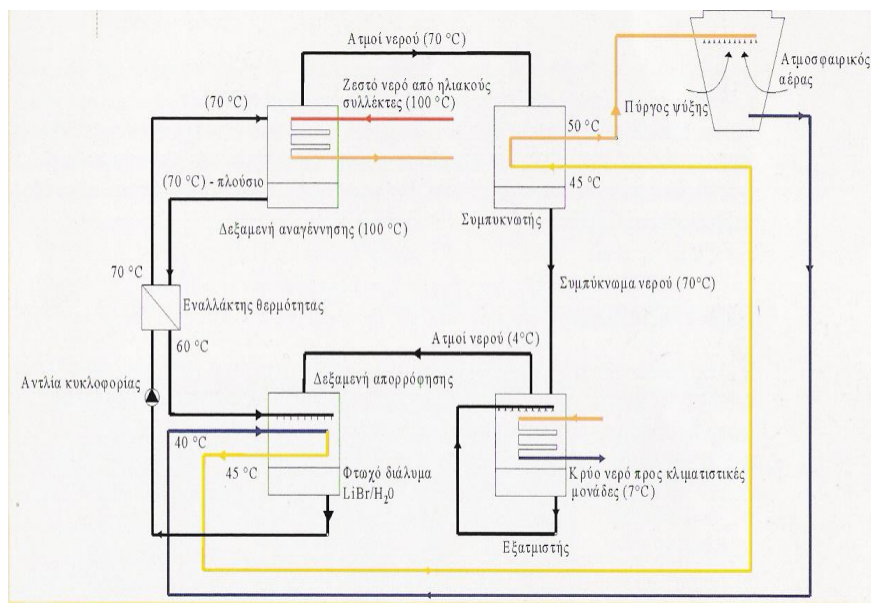 Ατμοί νερού (70 °C)
Ατμοσφαιρικός
αέρας
Ζεστό νερό από ηλιακούς
συλλέκτες (100 °C)
(70 °C)
Πύργος ψύξης
50 °C
(70 °C) - πλούσιο
45 °C
Δεξαμενή αναγέννησης (100 °C)
Συμπυκνωτής
70 °C
Συμπύκνωμα νερού (70°C)
Εναλλάκτης θερμότητας
Ατμοί νερού (4°C)
60 °C
Δεξαμενή απορρόφησης
Αντλία κυκλοφορίας
40 °C
45 °C
Φτωχό διάλυμα
LiBr/H₂0
Κρύο νερό προς κλιματιστικές
μονάδες (7°C)
Εξατμιστής